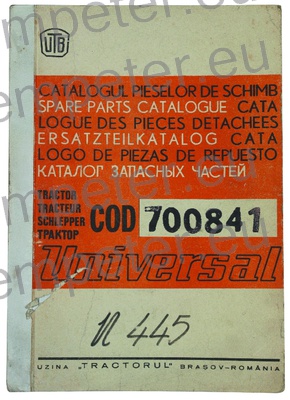 UTB
CATALOGUL PIESELOR DE SCHIMB
SPARE PARTS CATALOGUE CATA
LOGUE DES PIECES DETACHEES
ERSATZTEILKATALOG CATA
LOGO DE PIEZAS DE REPUESTO
КАТАЛОГ ЗАПАСНЫХ ЧАСТЕЙ
TRACTOR
TRACTEUR
SCHLEPPER
ТРАКТОР
COD 700841
Universal
N 445
UZINA „TRACTORUL" BRASOV-ROMÂNIA